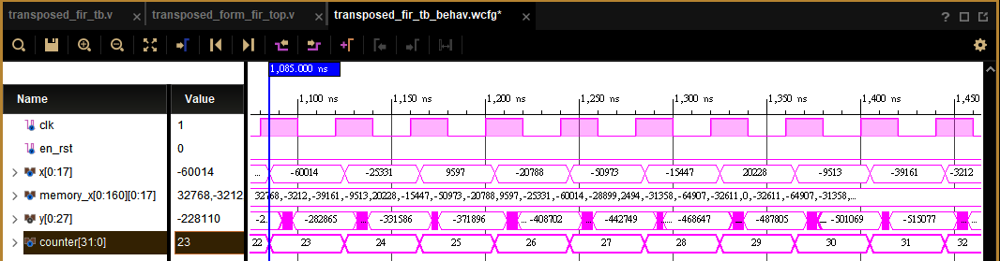 transposed_fir_tb.v × transposed_form_fir_top.v × transposed_fir_tb_behav.wcfg* × ?
1,085.000 ns
Name Value 1,100 ns 1,150 ns 1,200 ns 1,250 ns 1,300 ns 1,350 ns 1,400 ns 1,450
clk 1
en_rst 0
x[0:17] -60014 ... -60014 -25331 9597 -20788 -50973 -15447 20228 -9513 -39161 -3212
memory_x[0:160][0:17] 32768,-3212 32768,-3212,-39161,-9513,20228,-15447,-50973,-20788,9597,-25331,-60014,-28899,2494,-31358,-64907,-32611,0,-32611,-64907,-31358,...
y[0:27] -228110 -2... -282865 -331586 -371896 ... -408702 ... -442749 -468647 -487805 -501069 -515077 ...
counter[31:0] 23 22 23 24 25 26 27 28 29 30 31 32